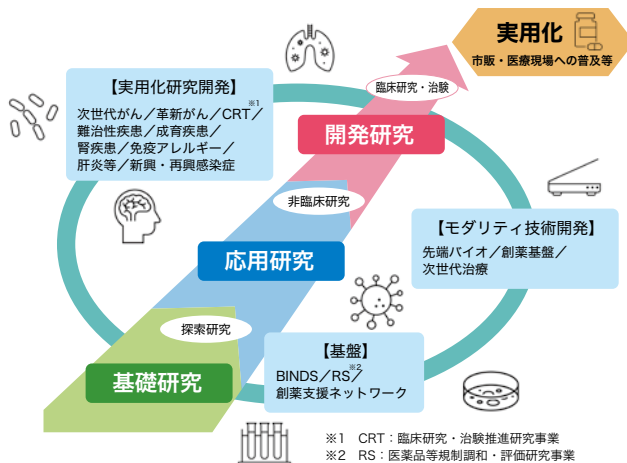 実用化
市販・医療現場への普及等
臨床研究・治験
【実用化研究開発】
次世代がん／革新がん／CRT※1／
難治性疾患／成育疾患／
腎疾患／免疫アレルギー／
肝炎等／新興・再興感染症
開発研究
非臨床研究
【モダリティ技術開発】
先端バイオ／創薬基盤／
次世代治療
応用研究
探索研究
【基盤】
BINDS／RS※2／
創薬支援ネットワーク
基礎研究
※1　CRT：臨床研究・治験推進研究事業
※2　RS：医薬品等規制調和・評価研究事業